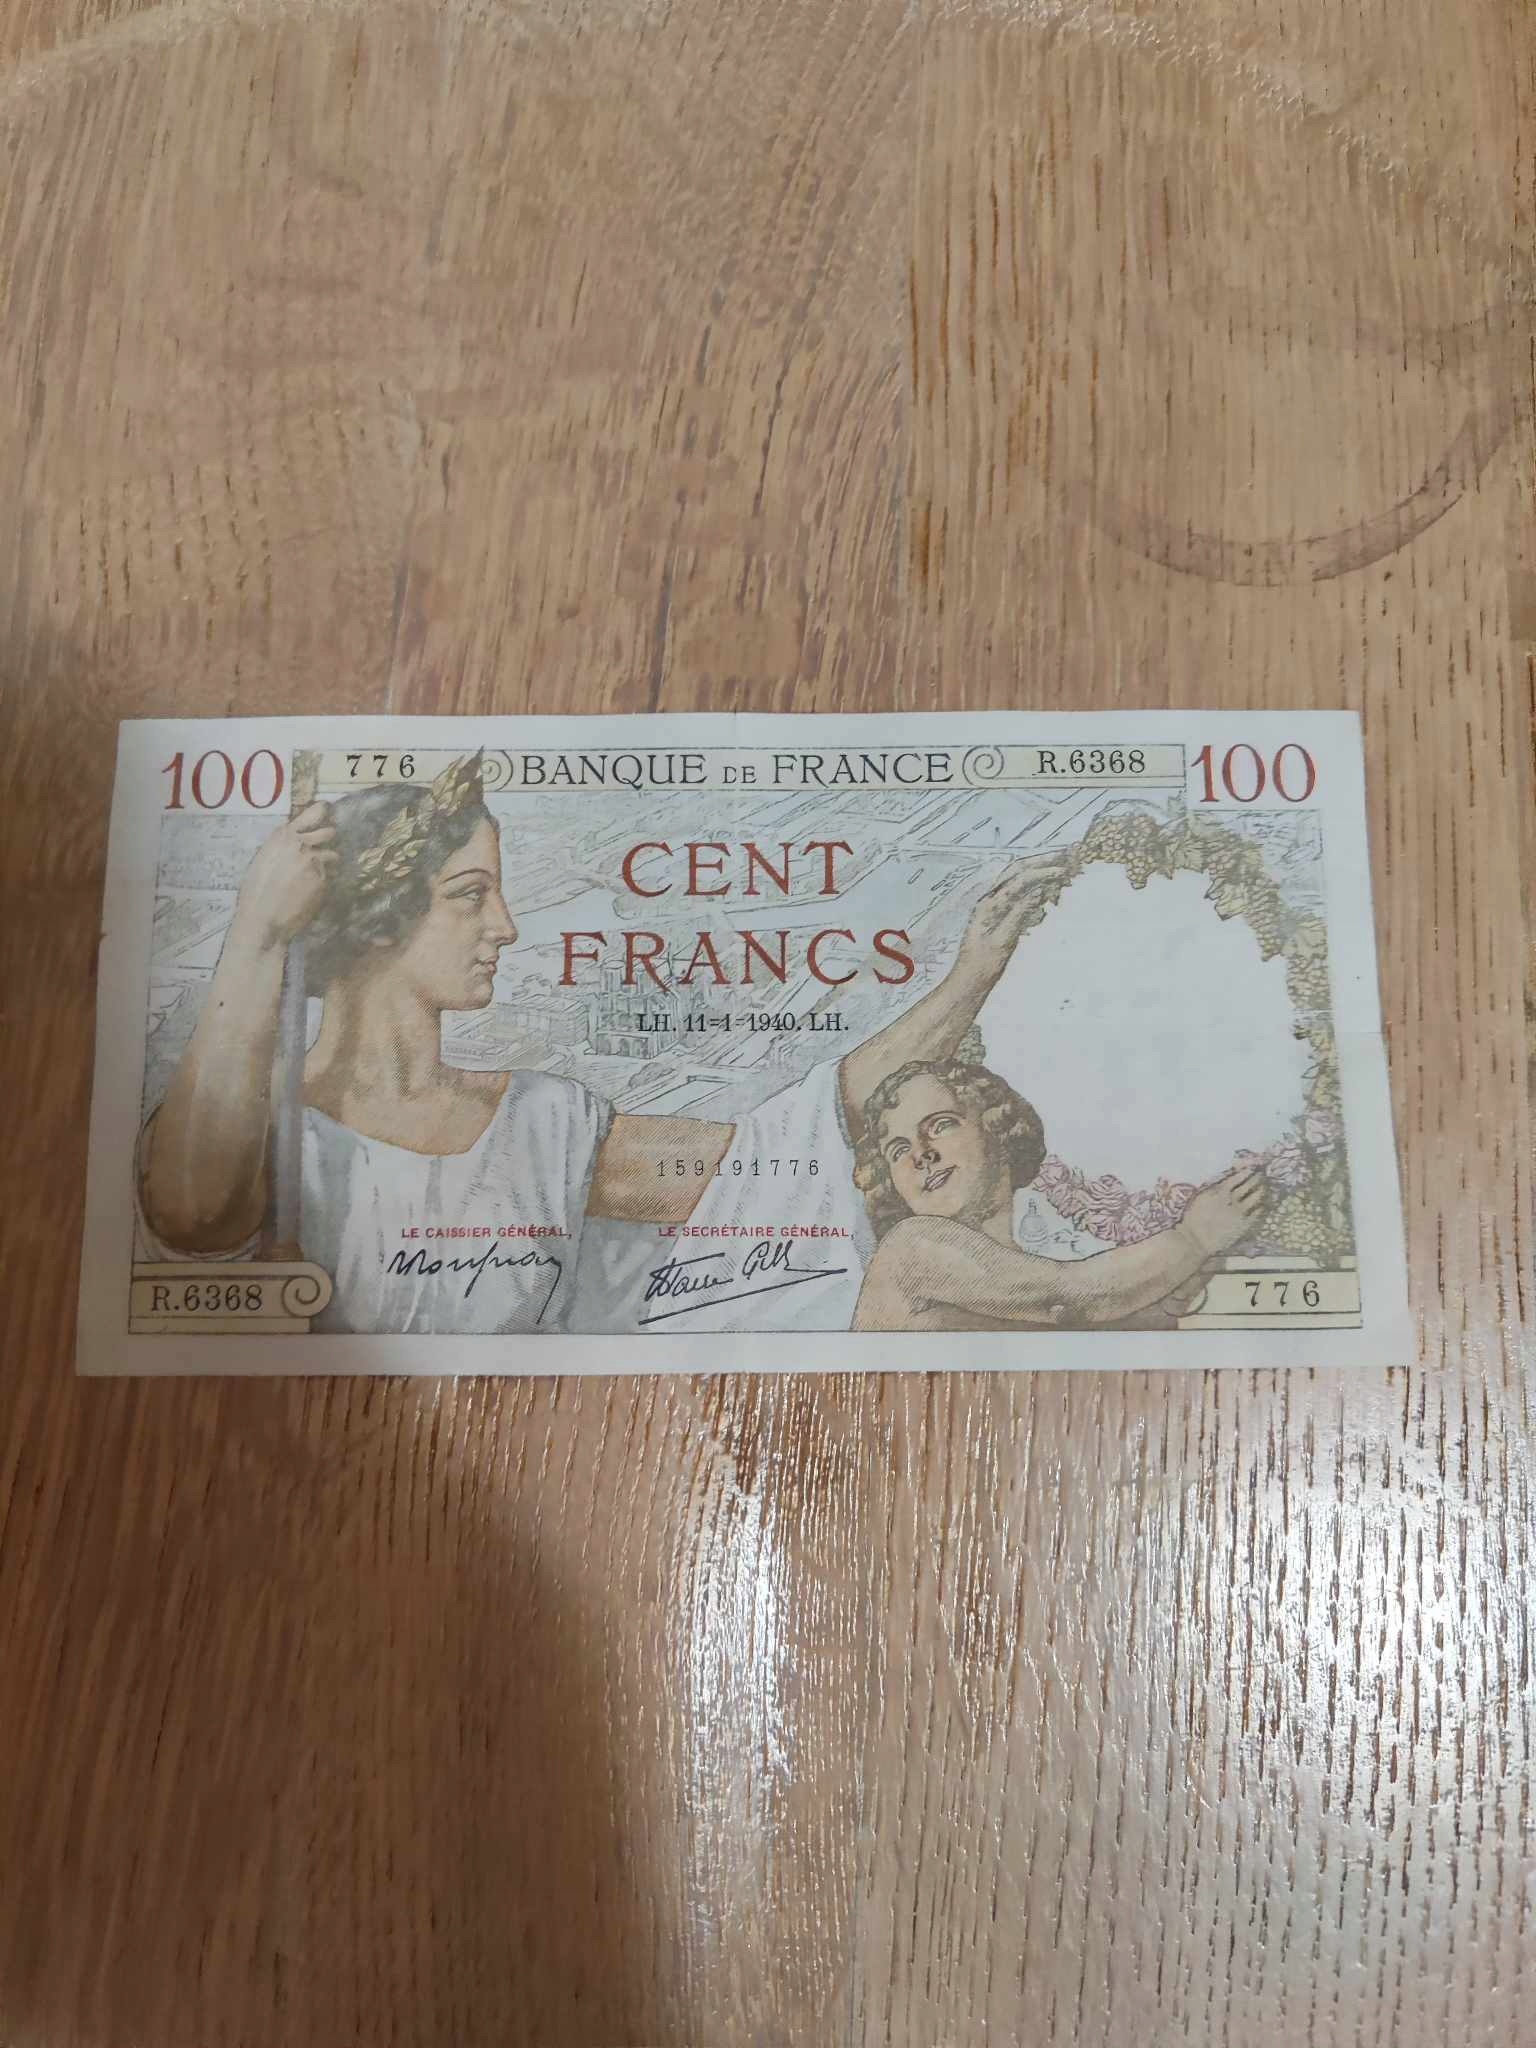 100 776 BANQUE DE FRANCE R.6368 100
CENT
FRANCS
LH. 11=1=1940. LH.
159191776
LE CAISSIER GÉNÉRAL, LE SECRÉTAIRE GÉNÉRAL,
R.6368 776